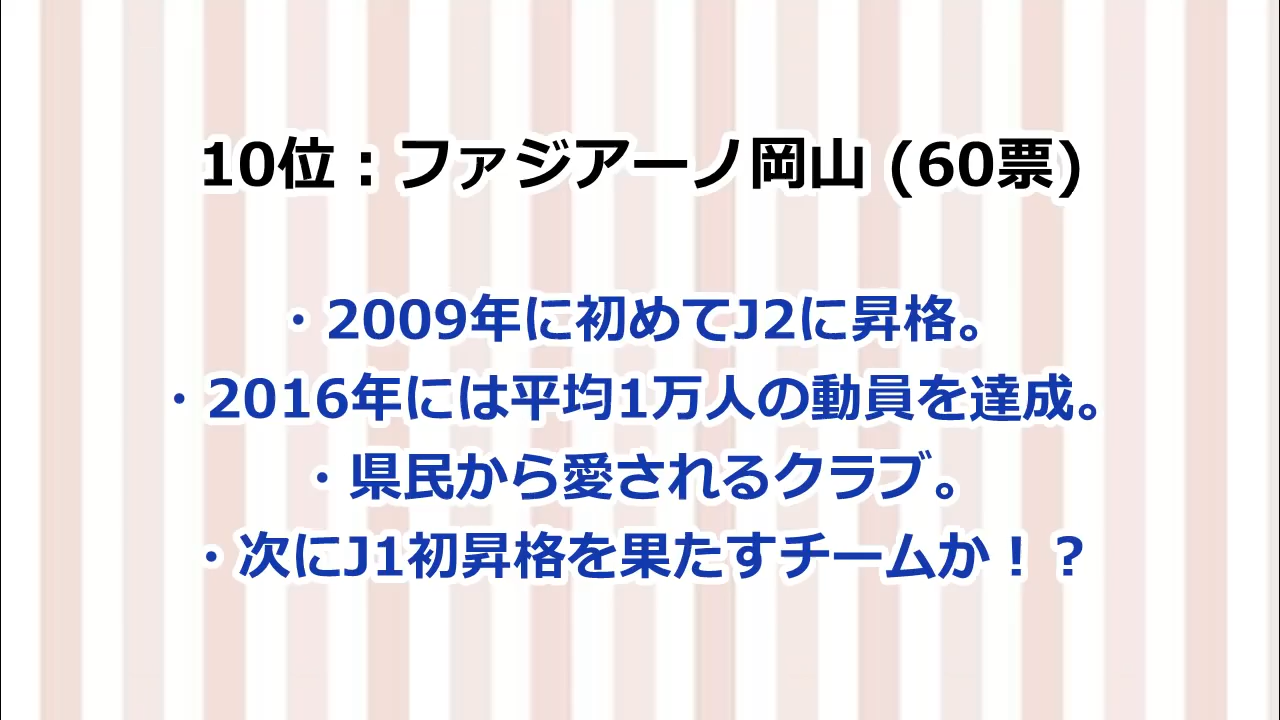 10位：ファジアーノ岡山 (60票)
・2009年に初めてJ2に昇格。
・2016年には平均1万人の動員を達成。
・県民から愛されるクラブ。
・次にJ1初昇格を果たすチームか！？